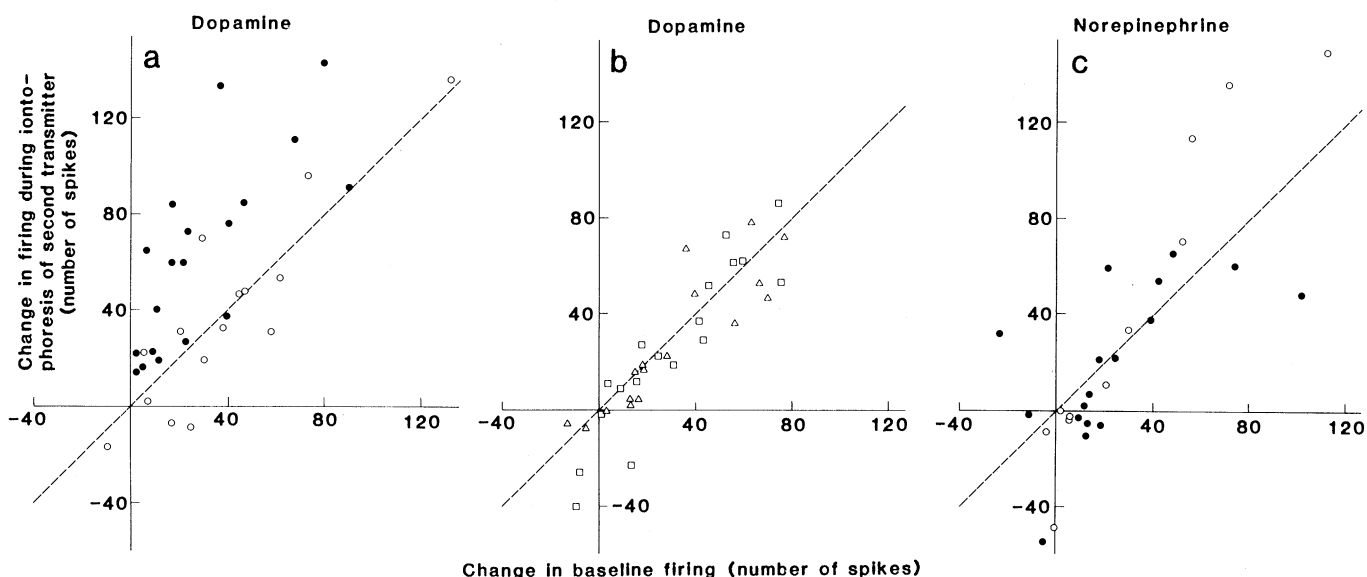 Dopamine
Dopamine
Norepinephrine
a
b
c
Change in firing during ionto-
phoresis of second transmitter
(number of spikes)
120
80
40
-40
40
80
120
-40
120
80
40
-40
40
80
120
-40
120
80
40
-40
40
80
120
-40
Change in baseline firing (number of spikes)